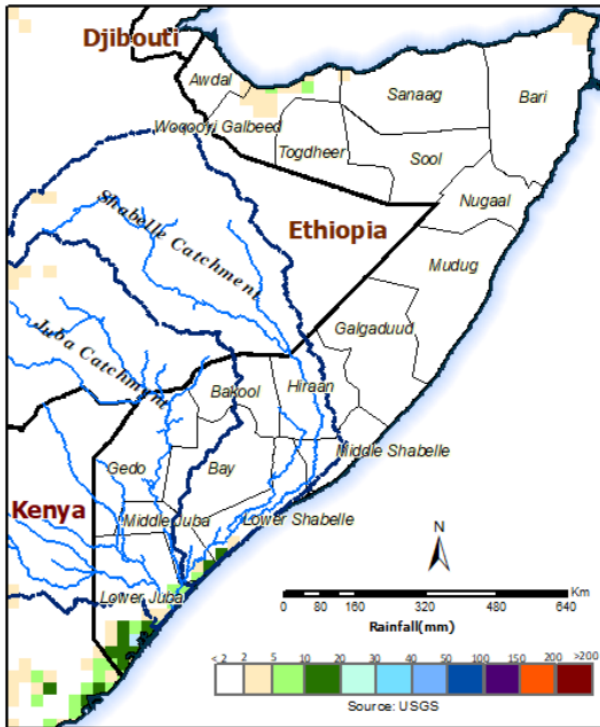 Djibouti
Awdal
Sanaag
Bari
Woqooyi Galbeed
Togdheer
Sool
Nugaal
Shabelle Catchment
Ethiopia
Mudug
Galgaduud
Juba Catchment
Bakool
Hiraan
Middle Shabelle
Gedo
Bay
Kenya
Middle Juba
Lower Shabelle
N
Lower Juba
Km
0 80 160 320 480 640
Rainfall(mm)
< 2 2 5 10 20 30 40 50 100 150 200 >200
Source: USGS